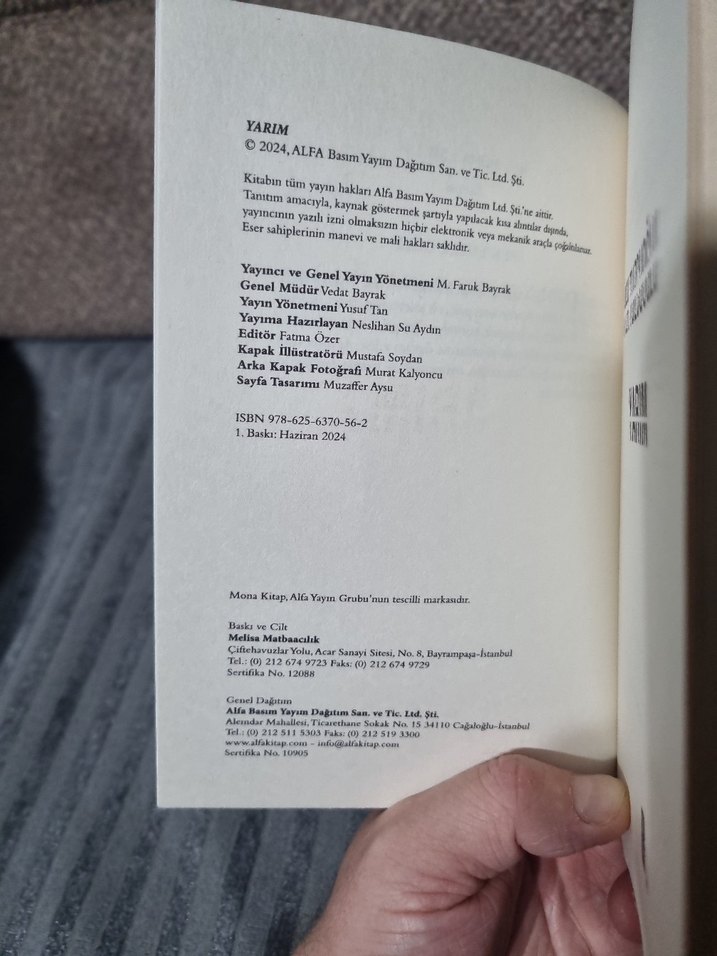 YARIM
© 2024, ALFA Basım Yayım Dağıtım San. ve Tic. Ltd. Şti.
Kitabın tüm yayın hakları Alfa Basım Yayım Dağıtım Ltd. Şti.'ne aittir.
Tanıtım amacıyla, kaynak göstermek şartıyla yapılacak kısa alıntılar dışında,
yayıncının yazılı izni olmaksızın hiçbir elektronik veya mekanik araçla çoğaltılamaz.
Eser sahiplerinin manevi ve mali hakları saklıdır.
Yayıncı ve Genel Yayın Yönetmeni M. Faruk Bayrak
Genel Müdür Vedat Bayrak
Yayın Yönetmeni Yusuf Tan
Yayıma Hazırlayan Neslihan Su Aydın
Editör Fatma Özer
Kapak İllüstratörü Mustafa Soydan
Arka Kapak Fotoğrafı Murat Kalyoncu
Sayfa Tasarımı Muzaffer Aysu
ISBN 978-625-6370-56-2
1. Baskı: Haziran 2024
Mona Kitap, Alfa Yayın Grubu'nun tescilli markasıdır.
Baskı ve Cilt
Melisa Matbaacılık
Çiftehavuzlar Yolu, Acar Sanayi Sitesi, No. 8, Bayrampaşa-İstanbul
Tel.: (0) 212 674 9723 Faks: (0) 212 674 9729
Sertifika No. 12088
Genel Dağıtım
Alfa Basım Yayım Dağıtım San. ve Tic. Ltd. Şti.
Alemdar Mahallesi, Ticarethane Sokak No. 15 34110 Cağaloğlu-İstanbul
Tel.: (0) 212 511 5303 Faks: (0) 212 519 3300
www.alfakitap.com - info@alfakitap.com
Sertifika No. 10905